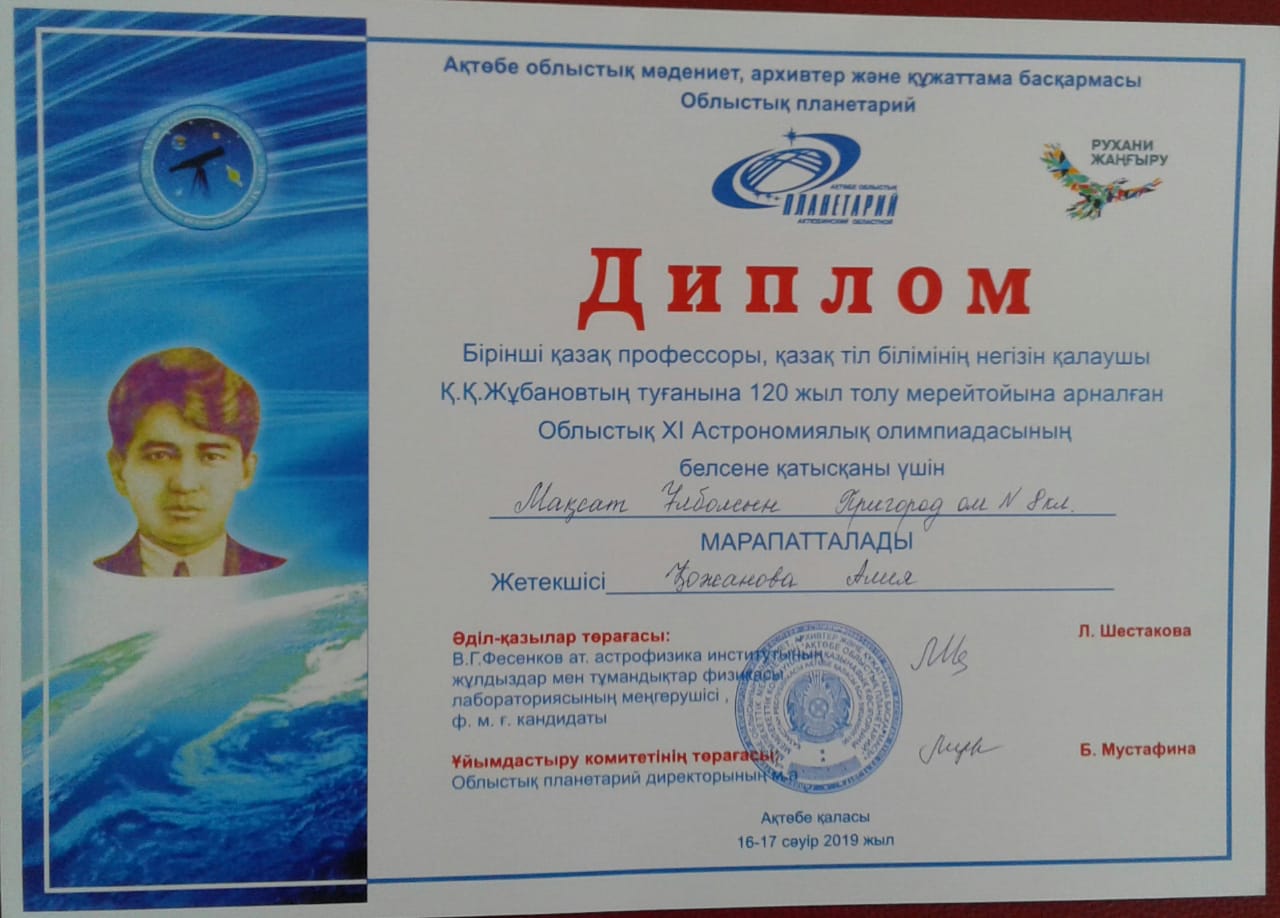 Ақтөбе облыстық мәдениет, архивтер және құжаттама басқармасы
Облыстық планетарий
АҚТӨБЕ ОБЛЫСТЫҚ
ПЛАНЕТАРИЙ
АКТЮБИНСКИЙ ОБЛАСТНОЙ
РУХАНИ
ЖАҢҒЫРУ
Диплом
Бірінші қазақ профессоры, қазақ тіл білімінің негізін қалаушы
Қ.Қ.Жұбановтың туғанына 120 жыл толу мерейтойына арналған
Облыстық XI Астрономиялық олимпиадасының
белсене қатысқаны үшін
Мақсат Ұлболсын Пригород ом N 8кл.
МАРАПАТТАЛАДЫ
Жетекшісі Қожанова Алия
Әділ-қазылар төрағасы:
Л. Шестакова
В.Г.Фесенков ат. астрофизика институтының
жұлдыздар мен тұмандықтар физикасы
лабораториясының меңгерушісі ,
ф. м. ғ. кандидаты
Ұйымдастыру комитетінің төрағасы:
Б. Мустафина
Облыстық планетарий директорының м.а
Ақтөбе қаласы
16-17 сәуір 2019 жыл